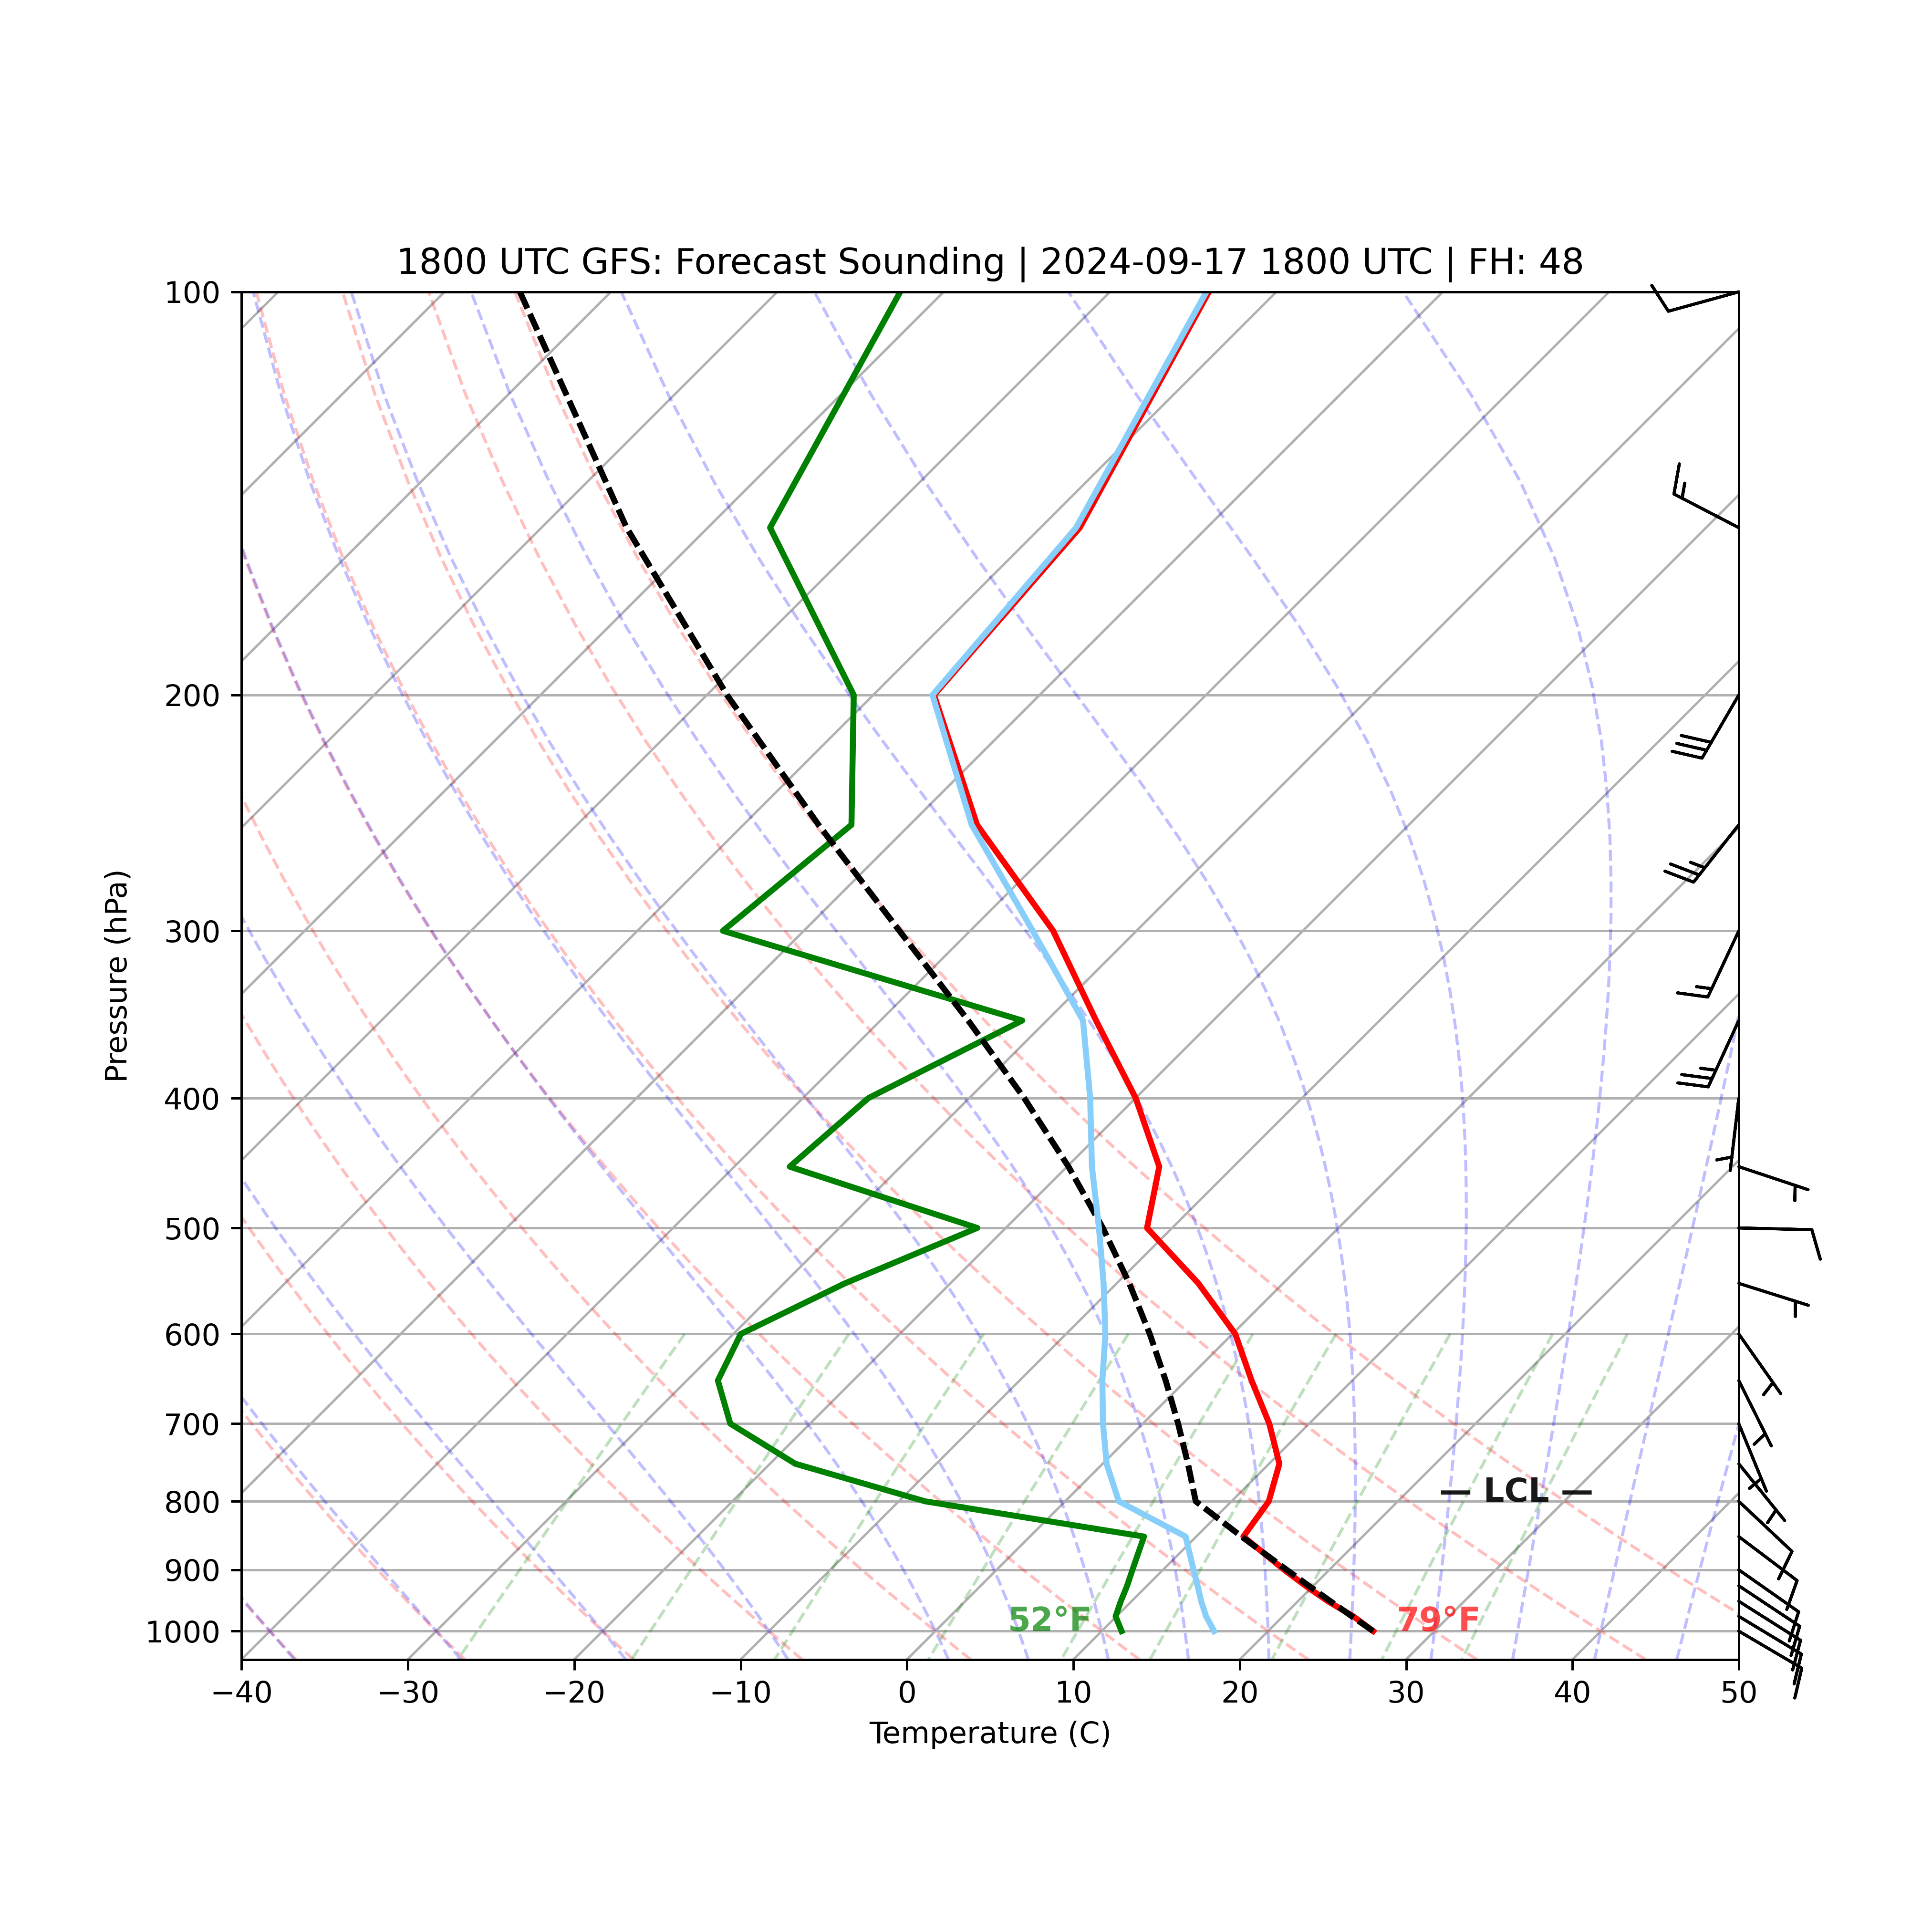 1800 UTC GFS: Forecast Sounding | 2024-09-17 1800 UTC | FH: 48
100
200
300
400
500
600
700
800
900
1000
Pressure (hPa)
— LCL —
52°F
79°F
−40 −30 −20 −10 0 10 20 30 40 50
Temperature (C)